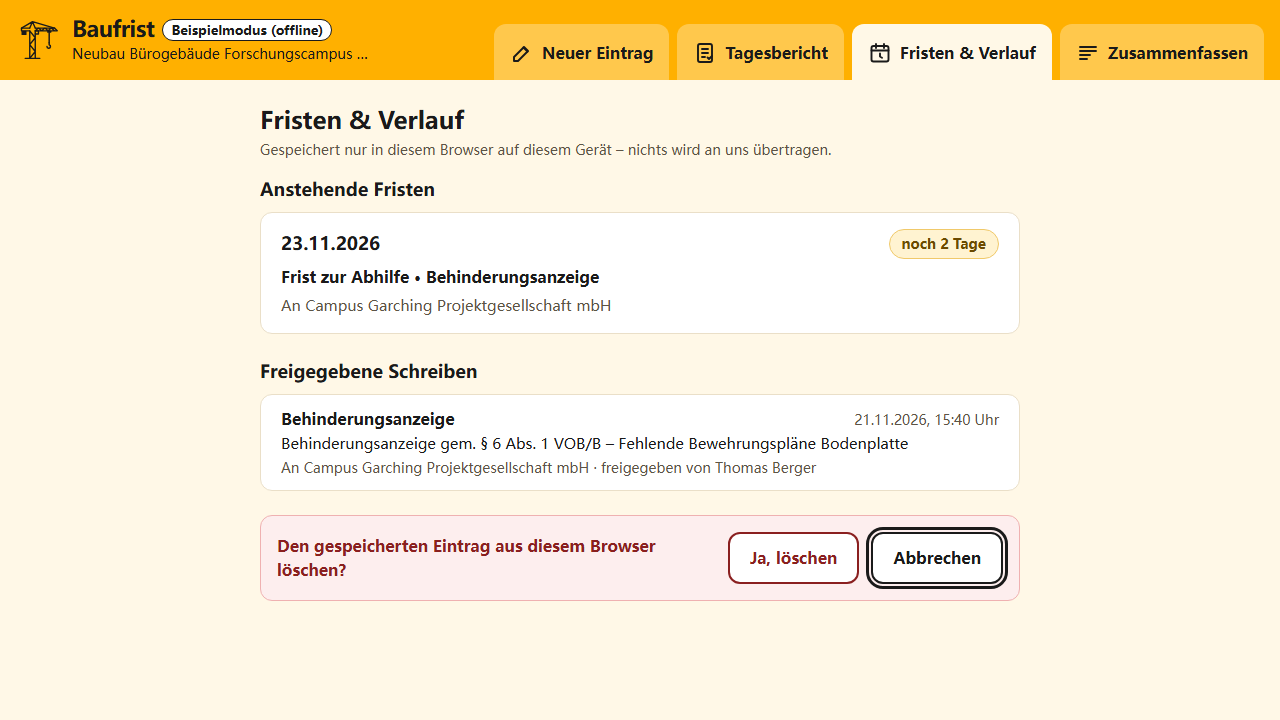 Baufrist Beispielmodus (offline)
Neubau Bürogebäude Forschungscampus ...
Neuer Eintrag
Tagesbericht
Fristen & Verlauf
Zusammenfassen
Fristen & Verlauf
Gespeichert nur in diesem Browser auf diesem Gerät – nichts wird an uns übertragen.
Anstehende Fristen
23.11.2026 noch 2 Tage
Frist zur Abhilfe • Behinderungsanzeige
An Campus Garching Projektgesellschaft mbH
Freigegebene Schreiben
Behinderungsanzeige 21.11.2026, 15:40 Uhr
Behinderungsanzeige gem. § 6 Abs. 1 VOB/B – Fehlende Bewehrungspläne Bodenplatte
An Campus Garching Projektgesellschaft mbH · freigegeben von Thomas Berger
Den gespeicherten Eintrag aus diesem Browser
löschen?
Ja, löschen
Abbrechen